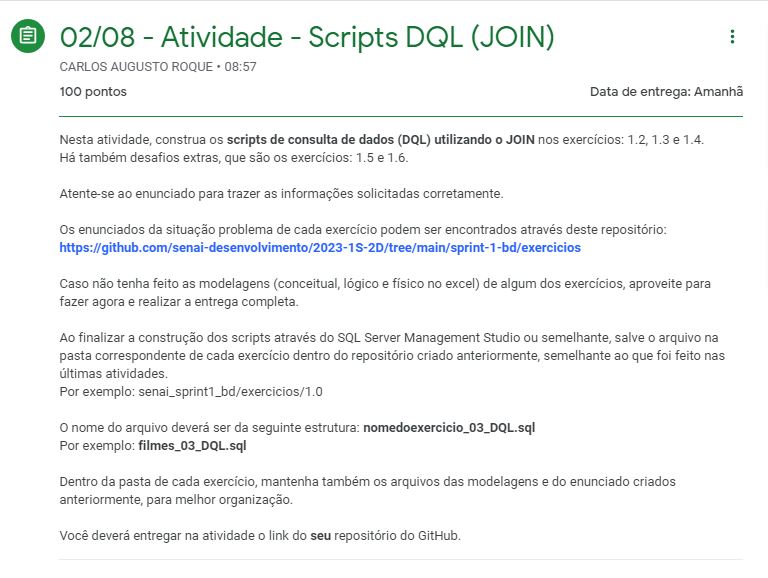 02/08 - Atividade - Scripts DQL (JOIN)
CARLOS AUGUSTO ROQUE • 08:57
100 pontos
Data de entrega: Amanhã
Nesta atividade, construa os scripts de consulta de dados (DQL) utilizando o JOIN nos exercícios: 1.2, 1.3 e 1.4.
Há também desafios extras, que são os exercícios: 1.5 e 1.6.
Atente-se ao enunciado para trazer as informações solicitadas corretamente.
Os enunciados da situação problema de cada exercício podem ser encontrados através deste repositório:
https://github.com/senai-desenvolvimento/2023-1S-2D/tree/main/sprint-1-bd/exercicios
Caso não tenha feito as modelagens (conceitual, lógico e físico no excel) de algum dos exercícios, aproveite para
fazer agora e realizar a entrega completa.
Ao finalizar a construção dos scripts através do SQL Server Management Studio ou semelhante, salve o arquivo na
pasta correspondente de cada exercício dentro do repositório criado anteriormente, semelhante ao que foi feito nas
últimas atividades.
Por exemplo: senai_sprint1_bd/exercicios/1.0
O nome do arquivo deverá ser da seguinte estrutura: nomedoexercicio_03_DQL.sql
Por exemplo: filmes_03_DQL.sql
Dentro da pasta de cada exercício, mantenha também os arquivos das modelagens e do enunciado criados
anteriormente, para melhor organização.
Você deverá entregar na atividade o link do seu repositório do GitHub.